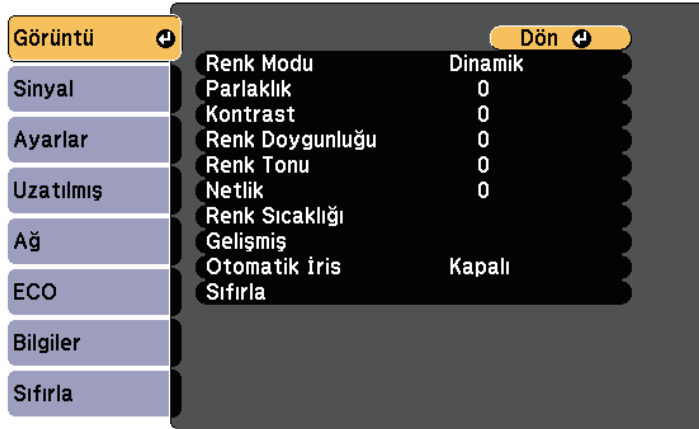 Görüntü
Sinyal
Ayarlar
Uzatılmış
Ağ
ECO
Bilgiler
Sıfırla
Dön
Renk Modu Dinamik
Parlaklık 0
Kontrast 0
Renk Doygunluğu 0
Renk Tonu 0
Netlik 0
Renk Sıcaklığı
Gelişmiş
Otomatik İris Kapalı
Sıfırla